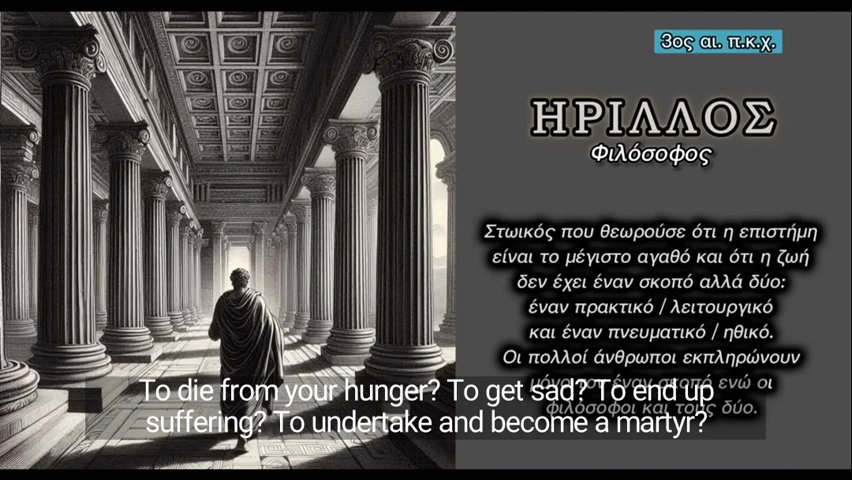 3ος αι. π.κ.χ.
ΗΡΙΛΛΟΣ
Φιλόσοφος
Στωικός που θεωρούσε ότι η επιστήμη
είναι το μέγιστο αγαθό και ότι η ζωή
δεν έχει έναν σκοπό αλλά δύο:
έναν πρακτικό / λειτουργικό
και έναν πνευματικό / ηθικό.
Οι πολλοί άνθρωποι εκπληρώνουν
μόνο τον έναν σκοπό ενώ οι
φιλόσοφοι και τους δύο.
To die from your hunger? To get sad? To end up
suffering? To undertake and become a martyr?